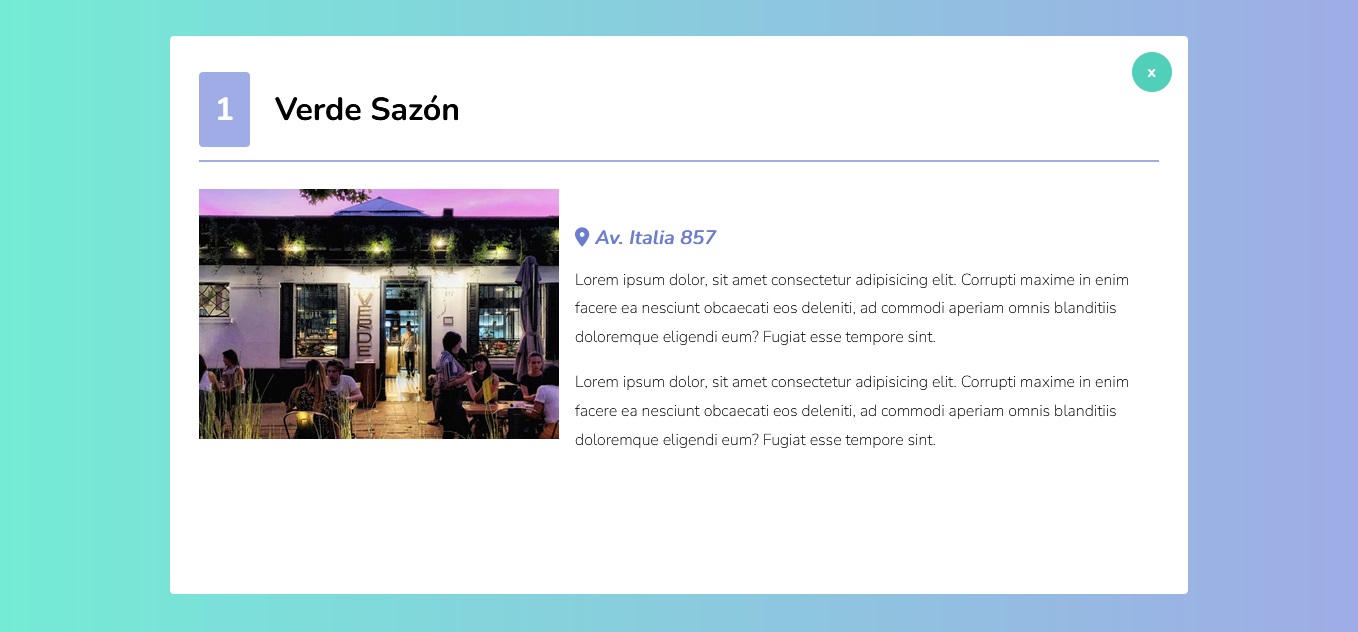 x
1
Verde Sazón
VERDE
Av. Italia 857
Lorem ipsum dolor, sit amet consectetur adipisicing elit. Corrupti maxime in enim
facere ea nesciunt obcaecati eos deleniti, ad commodi aperiam omnis blanditiis
doloremque eligendi eum? Fugiat esse tempore sint.
Lorem ipsum dolor, sit amet consectetur adipisicing elit. Corrupti maxime in enim
facere ea nesciunt obcaecati eos deleniti, ad commodi aperiam omnis blanditiis
doloremque eligendi eum? Fugiat esse tempore sint.